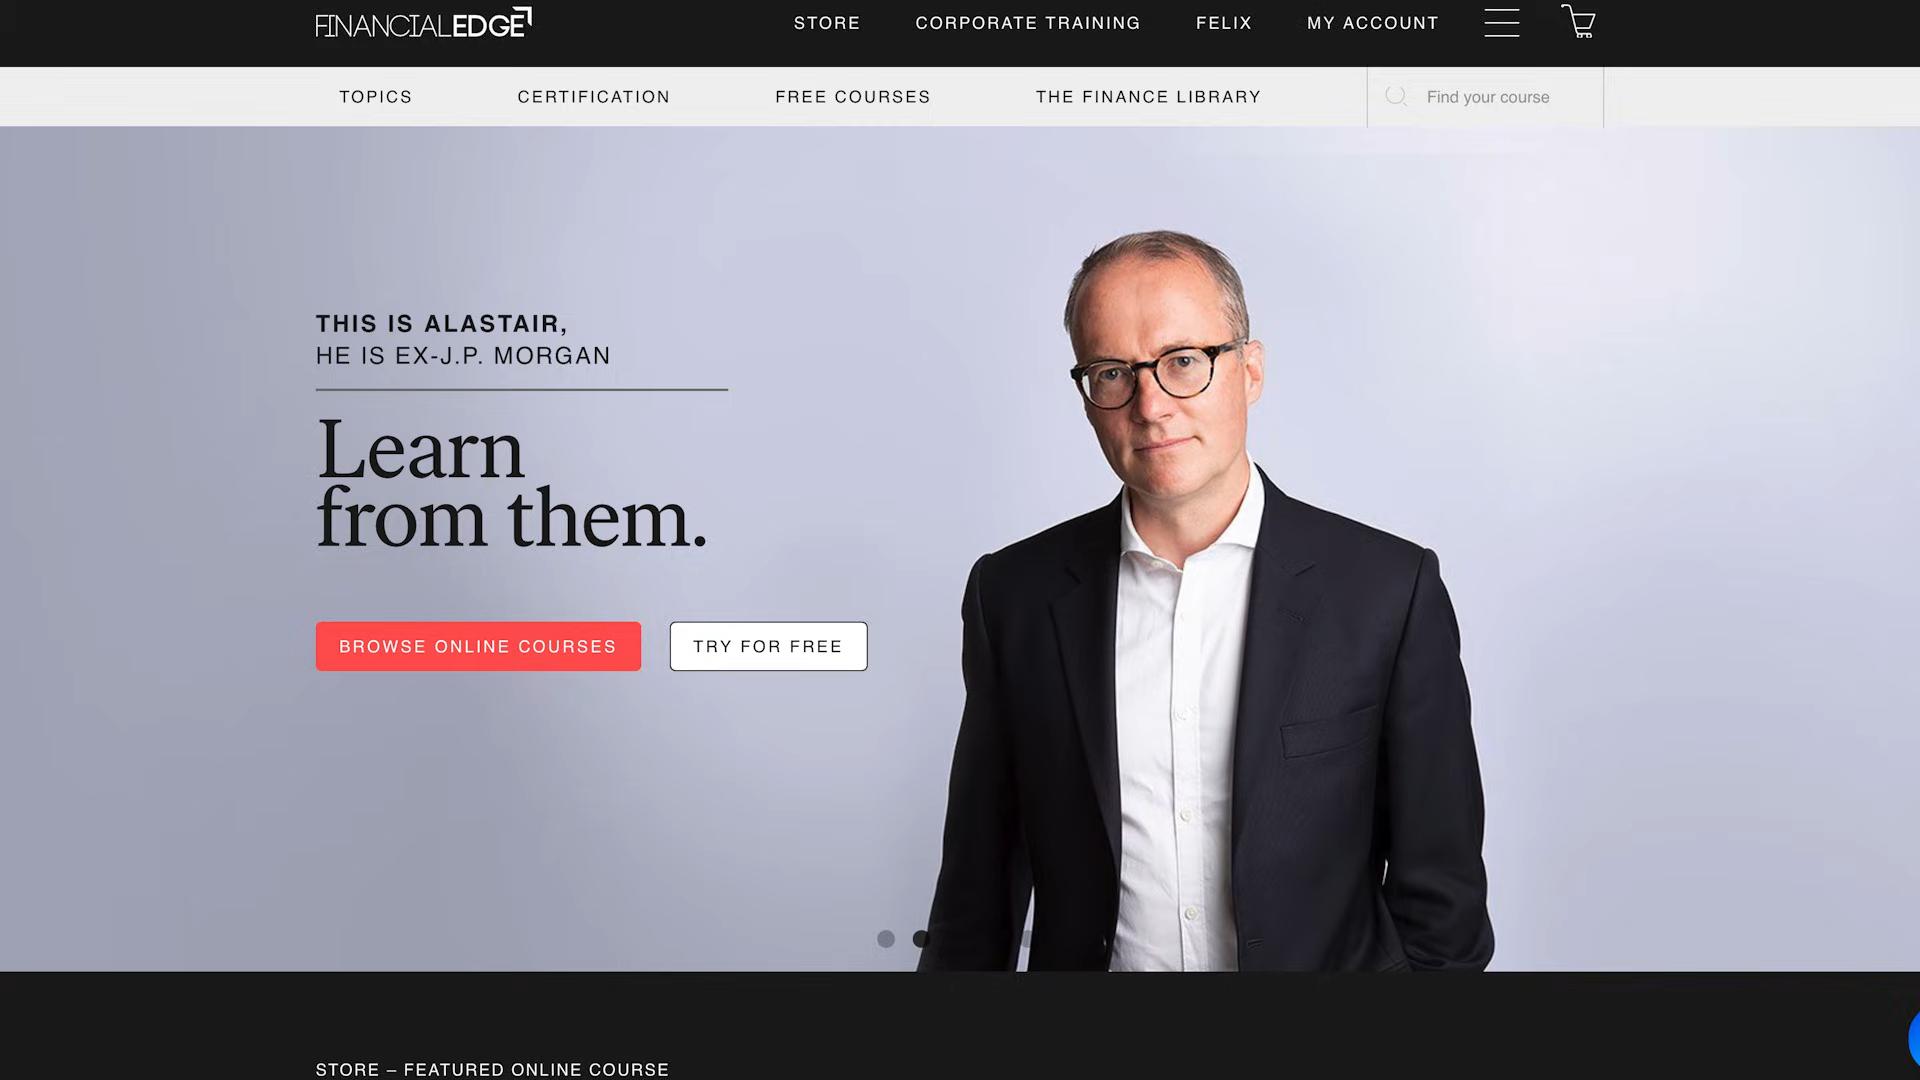 FINANCIALEDGE
STORE
CORPORATE TRAINING
FELIX
MY ACCOUNT
TOPICS
CERTIFICATION
FREE COURSES
THE FINANCE LIBRARY
Find your course
THIS IS ALASTAIR,
HE IS EX-J.P. MORGAN
Learn
from them.
BROWSE ONLINE COURSES
TRY FOR FREE
STORE – FEATURED ONLINE COURSE